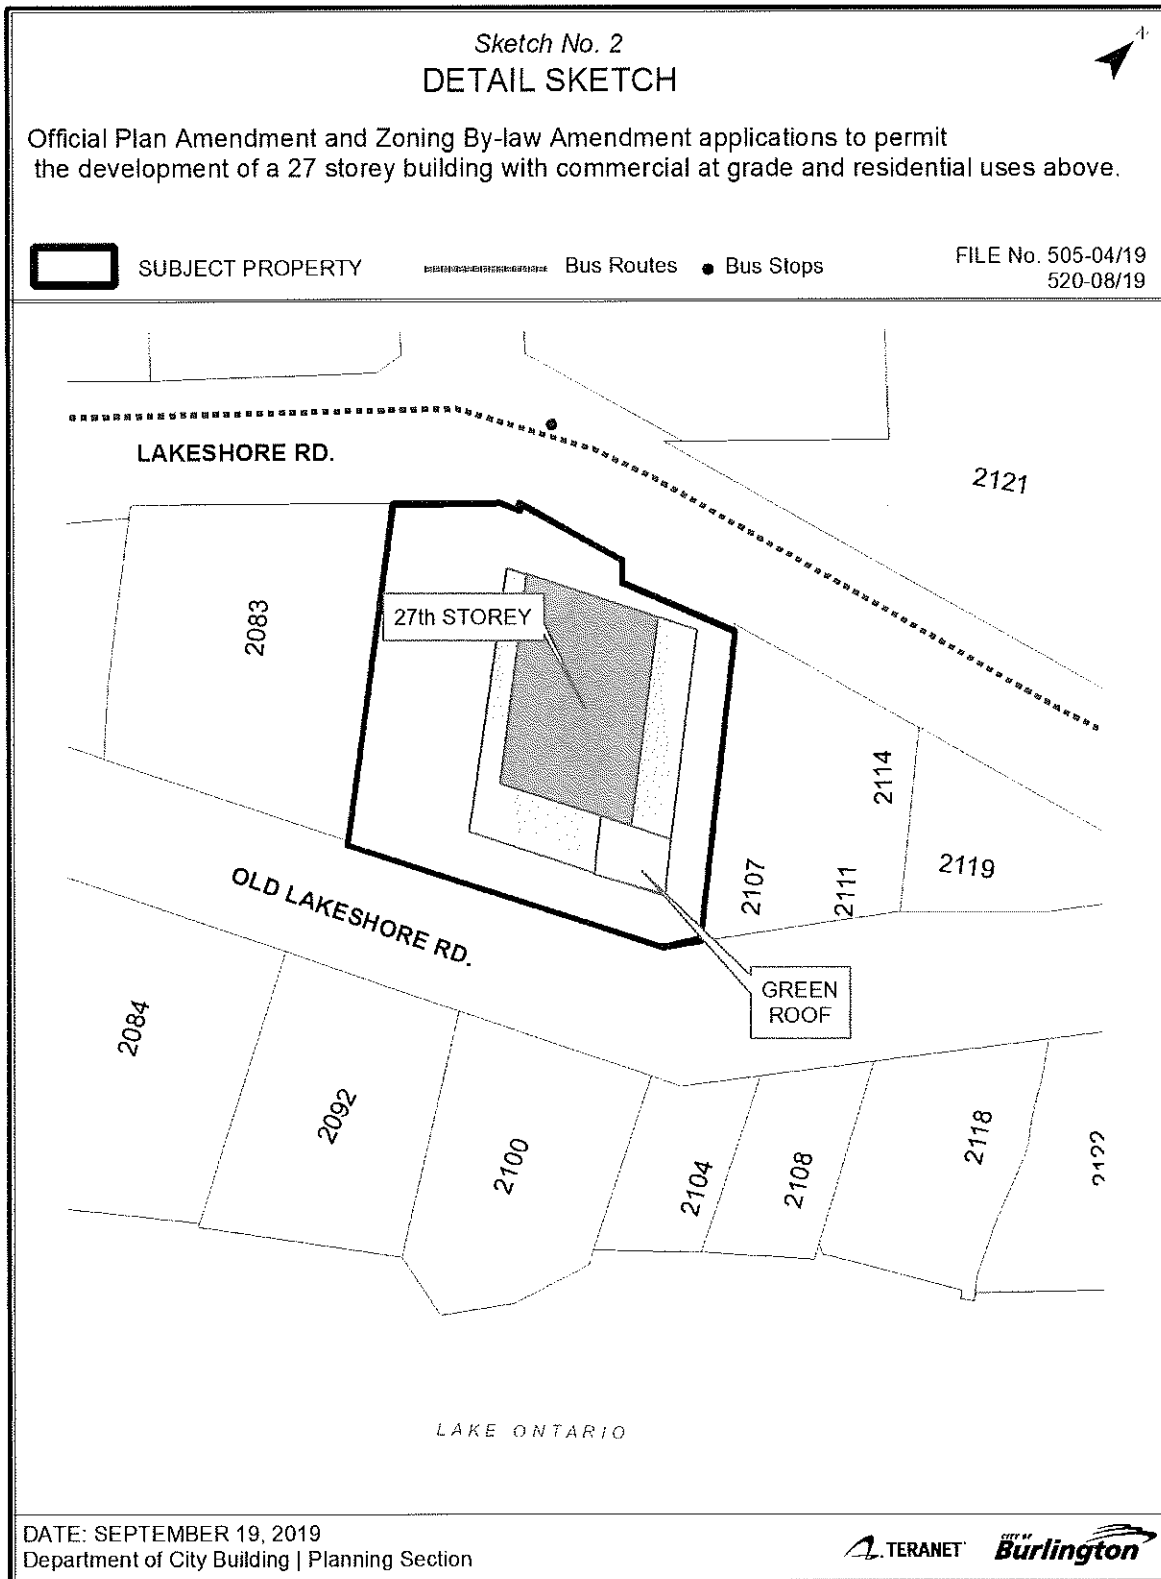 Sketch No. 2
DETAIL SKETCH
Official Plan Amendment and Zoning By-law Amendment applications to permit
the development of a 27 storey building with commercial at grade and residential uses above.
SUBJECT PROPERTY
Bus Routes
Bus Stops
FILE No. 505-04/19
520-08/19
LAKESHORE RD.
2121
27th STOREY
2083
2114
2107
2111
2119
OLD LAKESHORE RD.
GREEN
ROOF
2084
2092
2100
2104
2108
2118
2122
LAKE ONTARIO
DATE: SEPTEMBER 19, 2019
Department of City Building | Planning Section
TERANET
CITY OF
Burlington